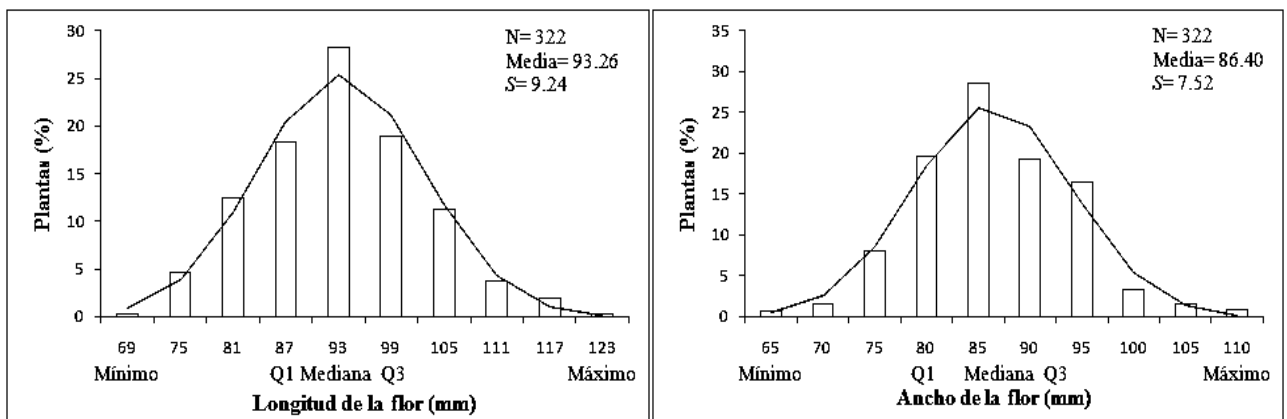 30
25
20
15
10
5
0
Plantas (%)
N= 322
Media= 93.26
S= 9.24
69 75 81 87 93 99 105 111 117 123
Mínimo Q1 Mediana Q3 Máximo
Longitud de la flor (mm)
35
30
25
20
15
10
5
0
Plantas (%)
N= 322
Media= 86.40
S= 7.52
65 70 75 80 85 90 95 100 105 110
Mínimo Q1 Mediana Q3 Máximo
Ancho de la flor (mm)